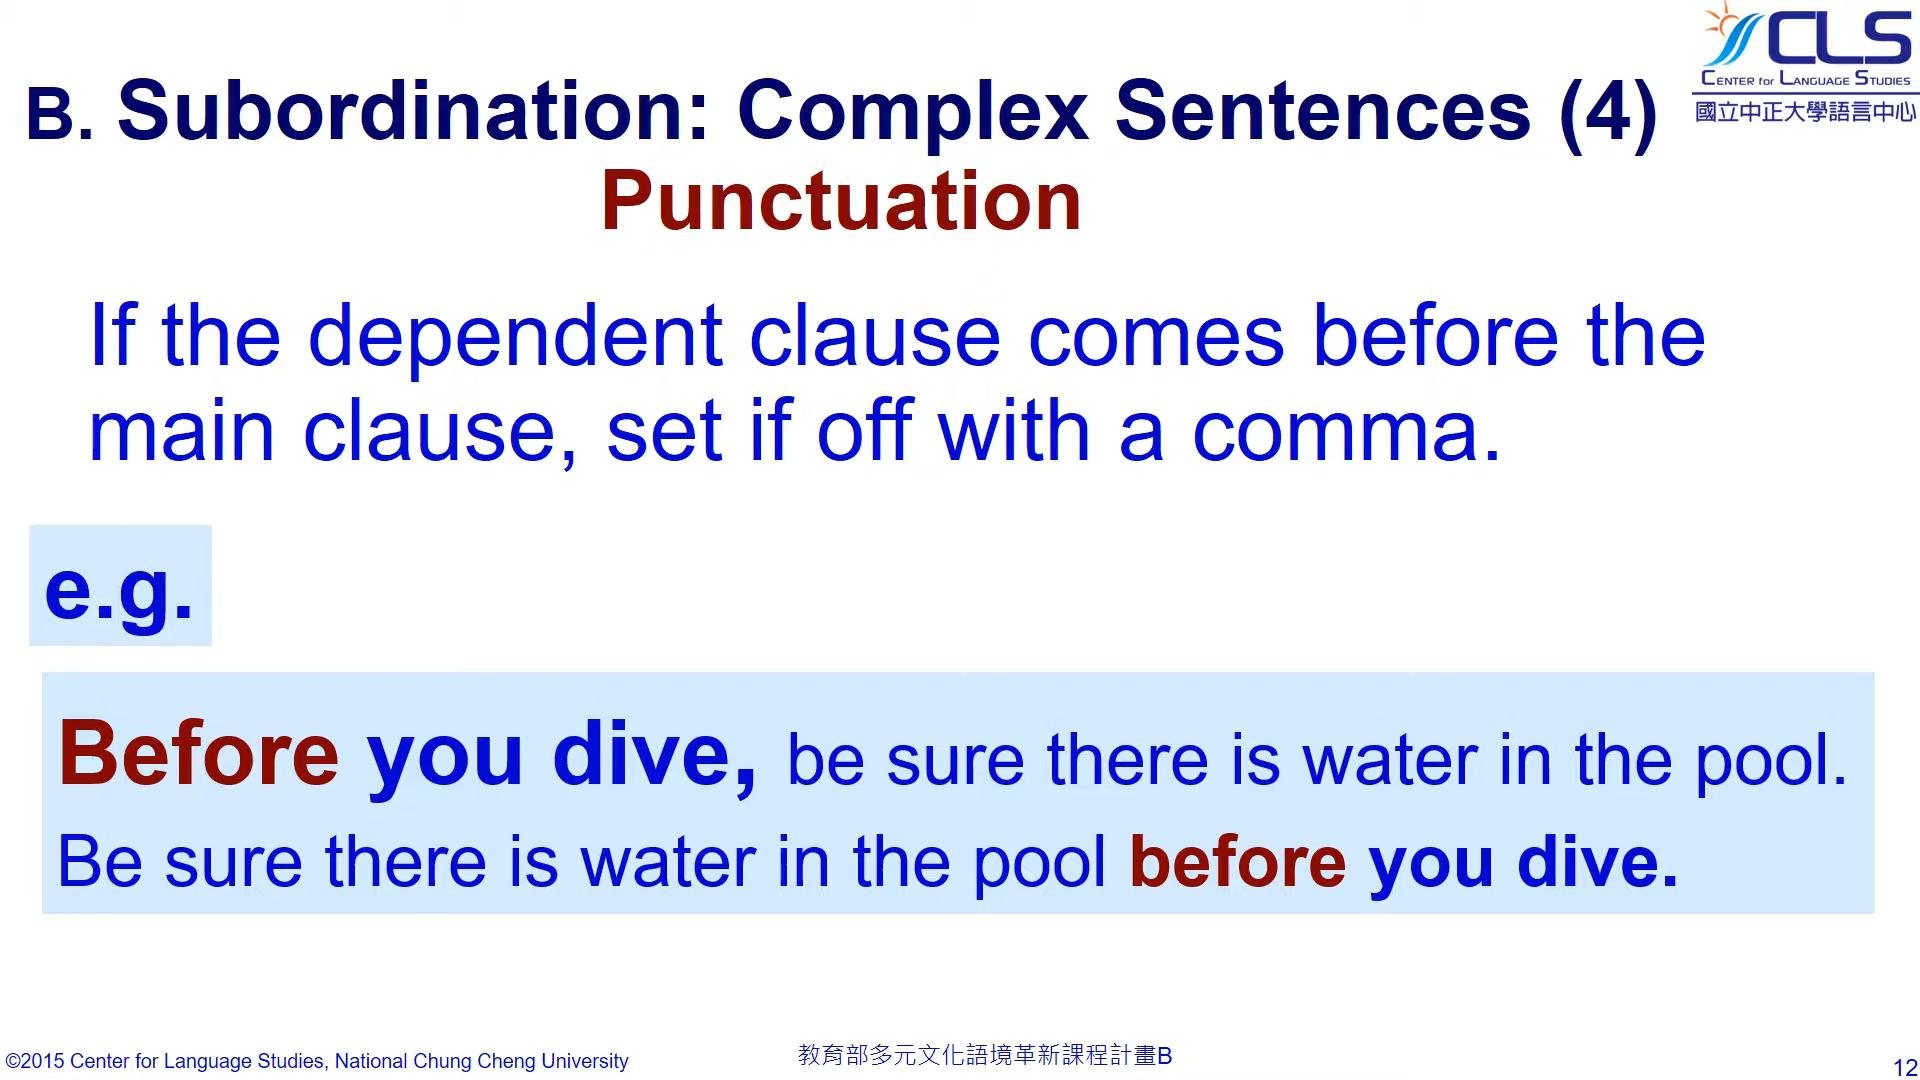 CLS
CENTER for LANGUAGE STUDIES
國立中正大學語言中心
B. Subordination: Complex Sentences (4)
Punctuation
If the dependent clause comes before the
main clause, set if off with a comma.
e.g.
Before you dive, be sure there is water in the pool.
Be sure there is water in the pool before you dive.
©2015 Center for Language Studies, National Chung Cheng University
教育部多元文化語境革新課程計畫B
12